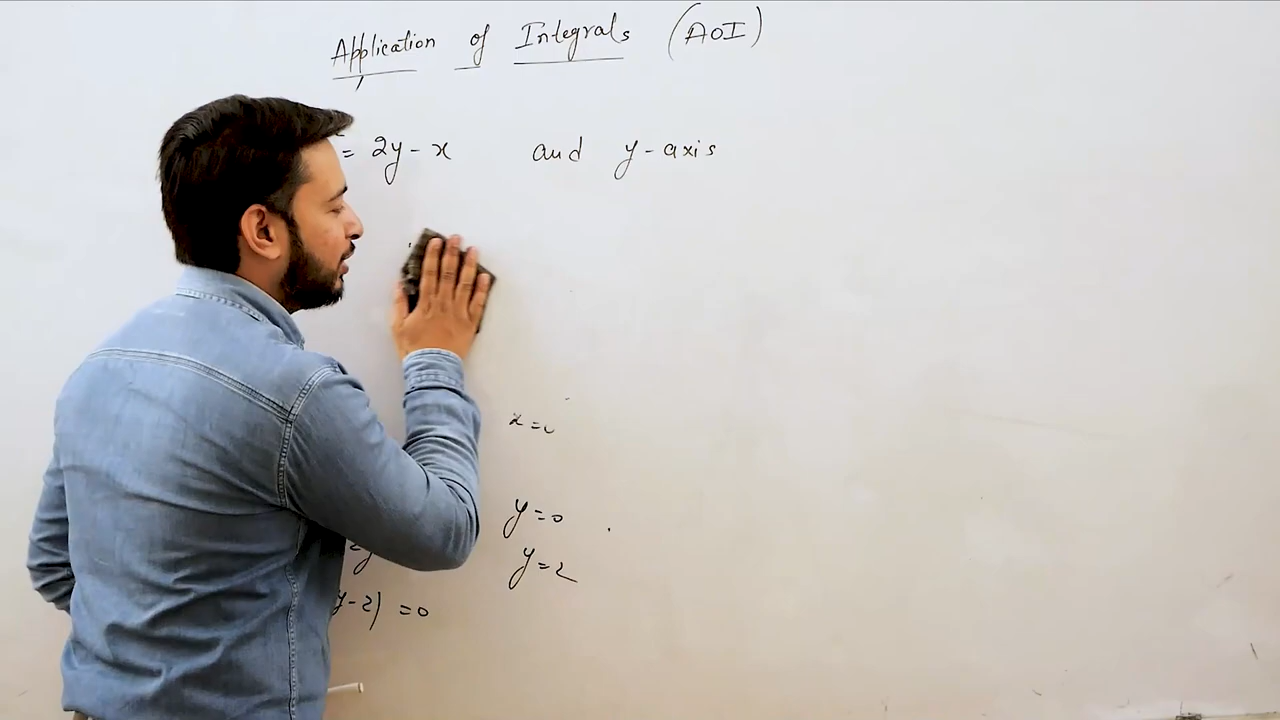 Application of Integrals (AOI)
= 2y - x and y-axis
x = 0
y = 0
y = 2
y - 2) = 0